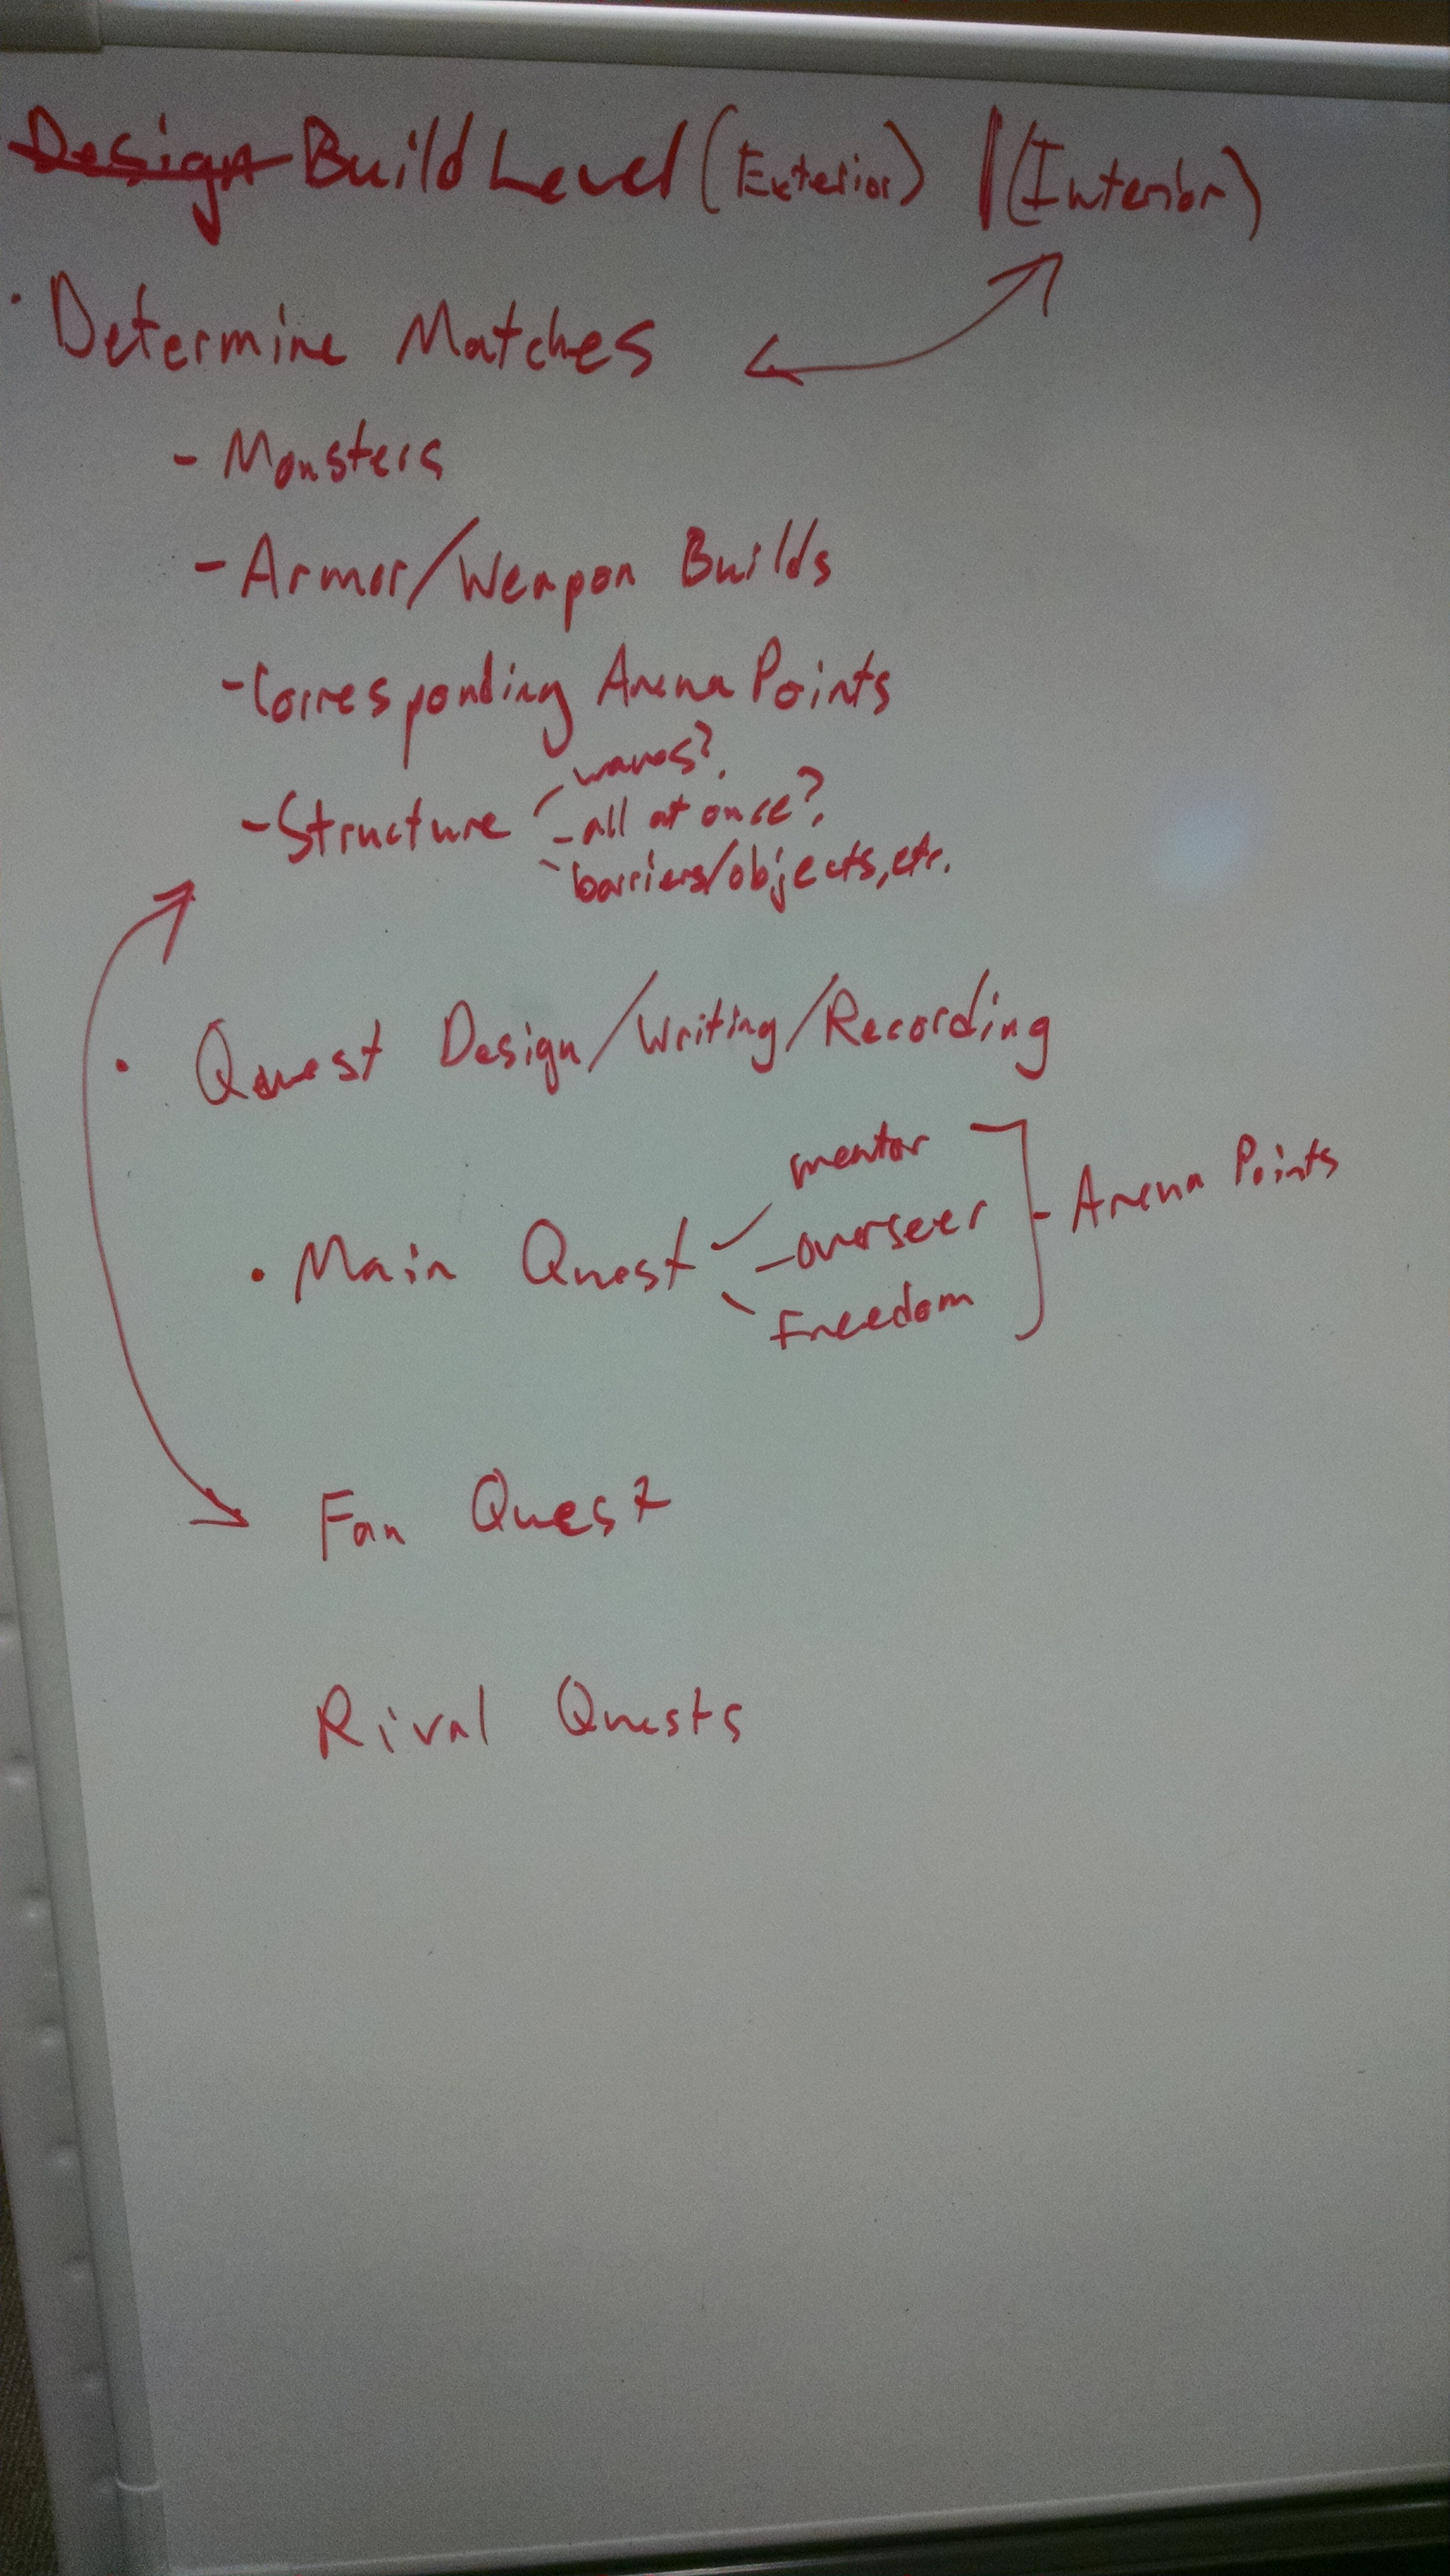 Design Build Level (Exterior) | (Interior)
· Determine Matches
- Monsters
- Armor/Weapon Builds
- Corresponding Arena Points
- Structure
waves?
- all at once?
barriers/objects, etc.
· Quest Design/Writing/Recording
mentor
· Main Quest - overseer - Arena Points
Freedom
Fan Quest
Rival Quests